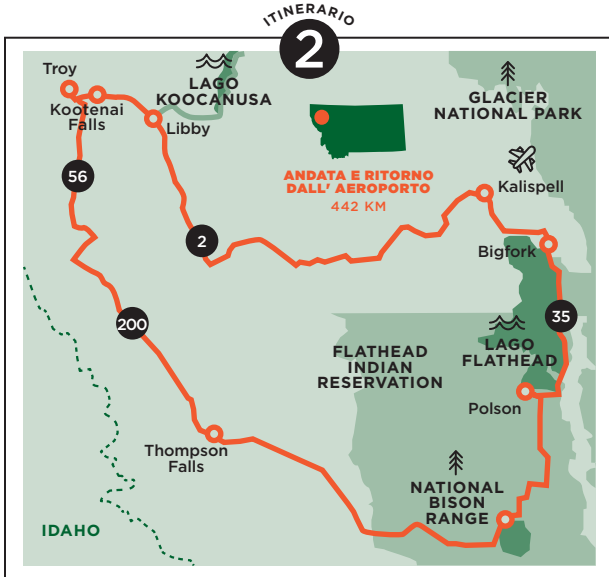 ITINERARIO
2
Troy
Kootenai
Falls
LAGO
KOOCANUSA
Libby
GLACIER
NATIONAL PARK
ANDATA E RITORNO
DALL' AEROPORTO
442 KM
Kalispell
56
2
Bigfork
35
200
FLATHEAD
INDIAN
RESERVATION
LAGO
FLATHEAD
Polson
Thompson
Falls
NATIONAL
BISON
RANGE
IDAHO